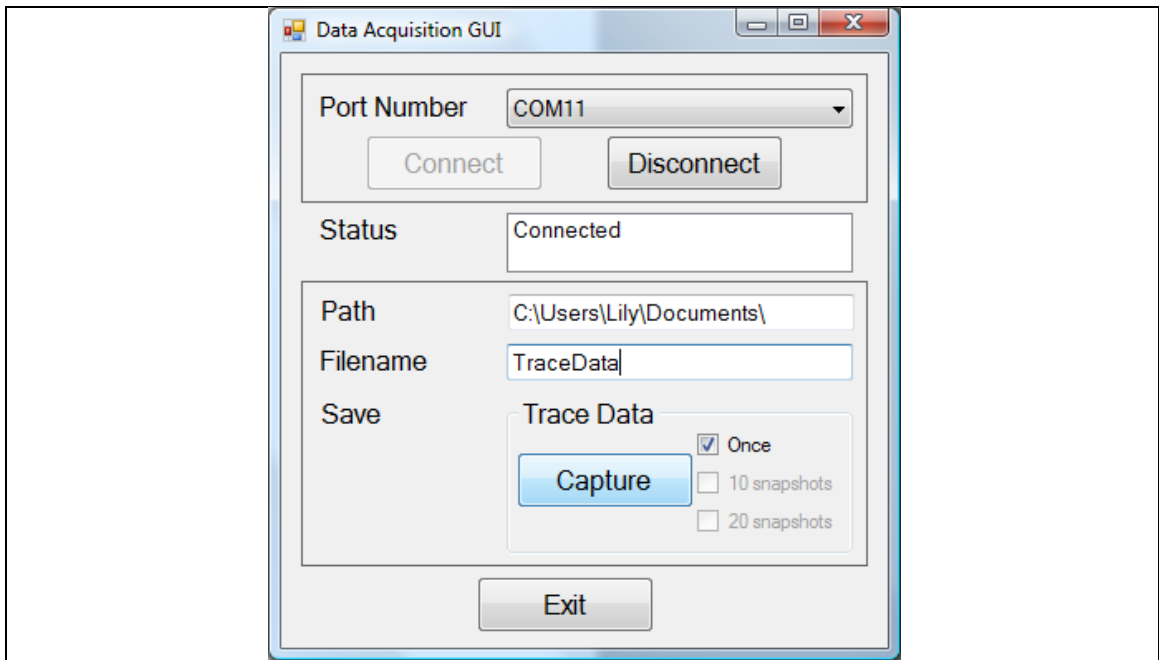 Data Acquisition GUI
Port Number COM11
Connect Disconnect
Status Connected
Path C:\Users\Lily\Documents\
Filename TraceData
Save Trace Data
Once
Capture 10 snapshots
20 snapshots
Exit